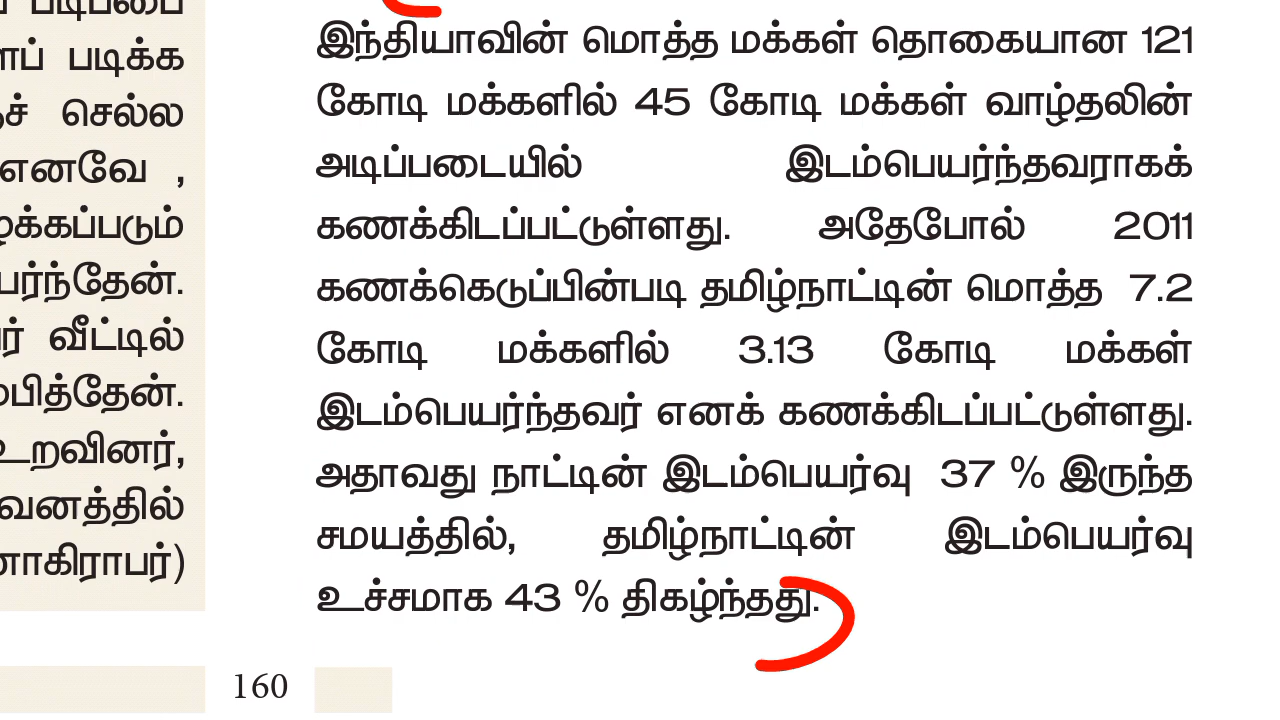 படிக்க
செல்ல
எனவே ,
வீட்டில்
உறவினர்,
இந்தியாவின் மொத்த மக்கள் தொகையான 121
கோடி மக்களில் 45 கோடி மக்கள் வாழ்தலின்
அடிப்படையில் இடம்பெயர்ந்தவராகக்
கணக்கிடப்பட்டுள்ளது. அதேபோல் 2011
கணக்கெடுப்பின்படி தமிழ்நாட்டின் மொத்த 7.2
கோடி மக்களில் 3.13 கோடி மக்கள்
இடம்பெயர்ந்தவர் எனக் கணக்கிடப்பட்டுள்ளது.
அதாவது நாட்டின் இடம்பெயர்வு 37 % இருந்த
சமயத்தில், தமிழ்நாட்டின் இடம்பெயர்வு
உச்சமாக 43 % திகழ்ந்தது.
160